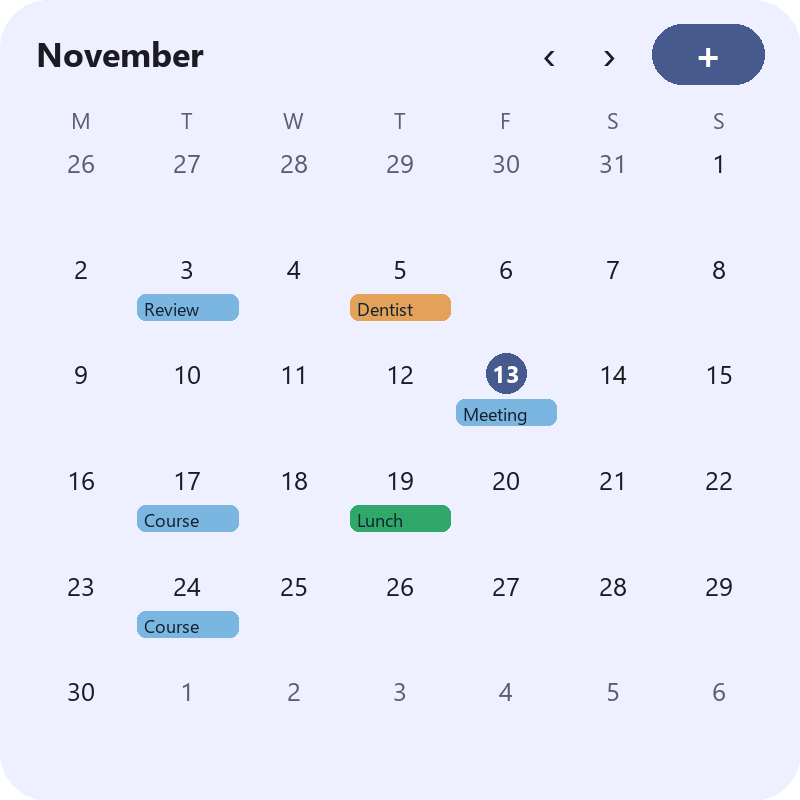 November ‹ › +
M T W T F S S
26 27 28 29 30 31 1
2 3 4 5 6 7 8
Review Dentist
9 10 11 12 13 14 15
Meeting
16 17 18 19 20 21 22
Course Lunch
23 24 25 26 27 28 29
Course
30 1 2 3 4 5 6